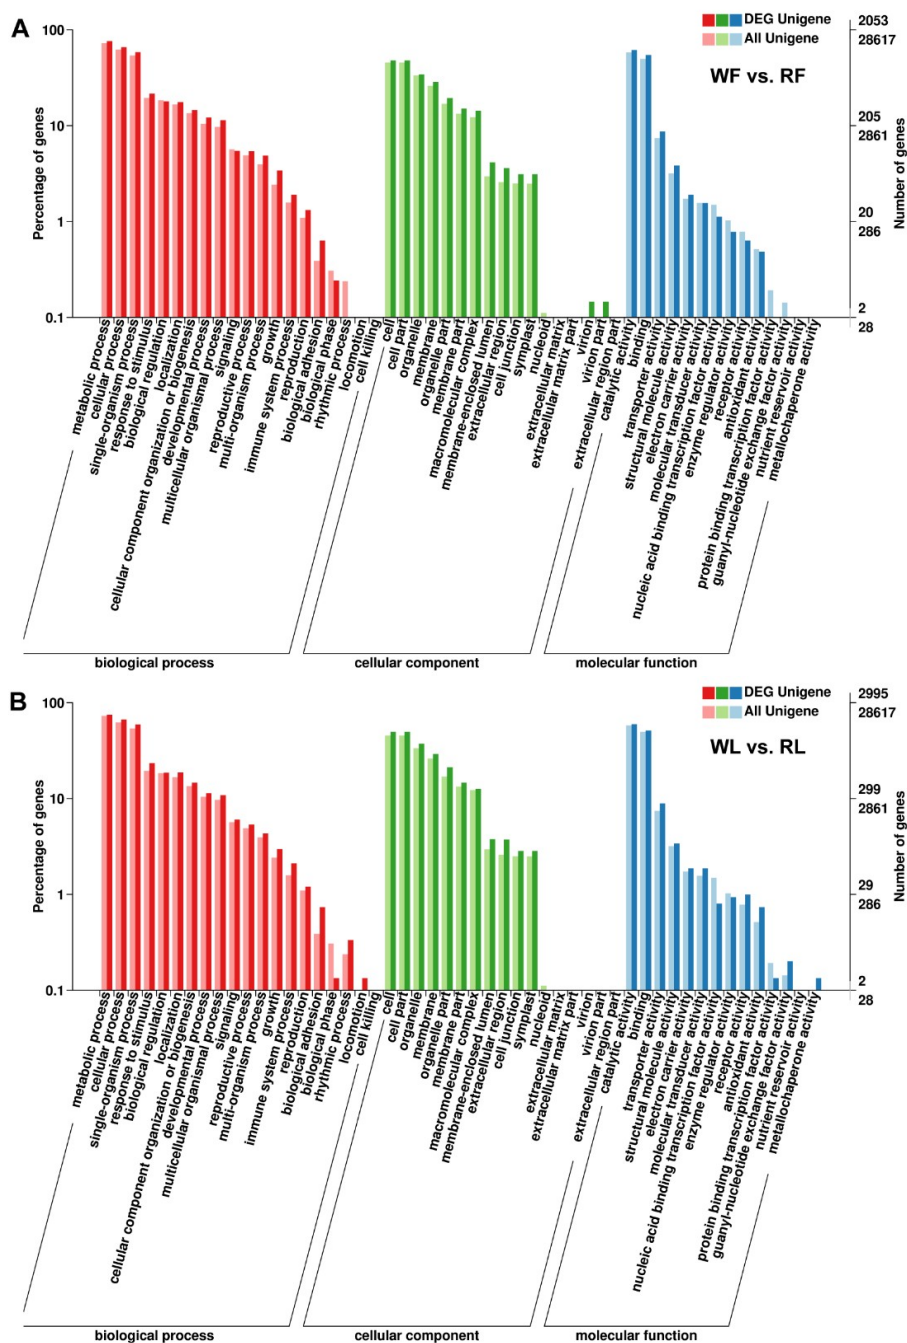 A
DEG Unigene
All Unigene
WF vs. RF
Percentage of genes
100
10
1
0.1
2053
28617
205
2861
20
286
2
28
Number of genes
metabolic process
cellular process
single-organism process
response to stimulus
biological regulation
localization
cellular component organization or biogenesis
developmental process
multicellular organismal process
signaling
reproductive process
multi-organism process
growth
immune system process
reproduction
biological adhesion
biological phase
rhythmic process
locomotion
cell killing
cell
cell part
organelle
membrane
organelle part
membrane part
macromolecular complex
membrane-enclosed lumen
extracellular region
cell junction
symplast
nucleoid
extracellular matrix
extracellular matrix part
virion
virion part
extracellular region part
catalytic activity
binding
transporter activity
structural molecule activity
electron carrier activity
molecular transducer activity
nucleic acid binding transcription factor activity
enzyme regulator activity
receptor activity
antioxidant activity
protein binding transcription factor activity
guanyl-nucleotide exchange factor activity
nutrient reservoir activity
metallochaperone activity
biological process
cellular component
molecular function
B
DEG Unigene
All Unigene
WL vs. RL
Percentage of genes
100
10
1
0.1
2995
28617
299
2861
29
286
2
28
Number of genes
metabolic process
cellular process
single-organism process
response to stimulus
biological regulation
localization
cellular component organization or biogenesis
developmental process
multicellular organismal process
signaling
reproductive process
multi-organism process
growth
immune system process
reproduction
biological adhesion
biological phase
rhythmic process
locomotion
cell killing
cell
cell part
organelle
membrane
organelle part
membrane part
macromolecular complex
membrane-enclosed lumen
extracellular region
cell junction
symplast
nucleoid
extracellular matrix
extracellular matrix part
virion
virion part
extracellular region part
catalytic activity
binding
transporter activity
structural molecule activity
electron carrier activity
molecular transducer activity
nucleic acid binding transcription factor activity
enzyme regulator activity
receptor activity
antioxidant activity
protein binding transcription factor activity
guanyl-nucleotide exchange factor activity
nutrient reservoir activity
metallochaperone activity
biological process
cellular component
molecular function